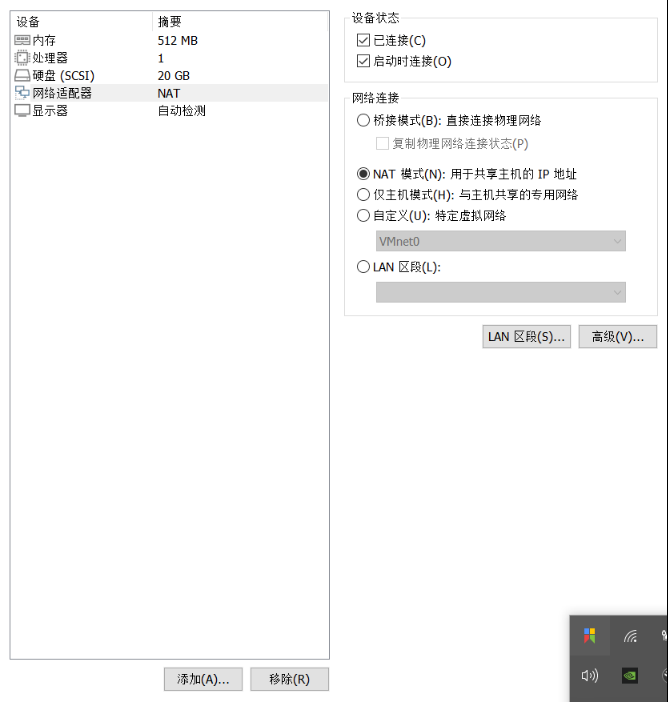 设备 摘要
内存 512 MB
处理器 1
硬盘 (SCSI) 20 GB
网络适配器 NAT
显示器 自动检测
添加(A)... 移除(R)
设备状态
已连接(C)
启动时连接(O)
网络连接
桥接模式(B): 直接连接物理网络
复制物理网络连接状态(P)
NAT 模式(N): 用于共享主机的 IP 地址
仅主机模式(H): 与主机共享的专用网络
自定义(U): 特定虚拟网络
VMnet0
LAN 区段(L):
LAN 区段(S)... 高级(V)...